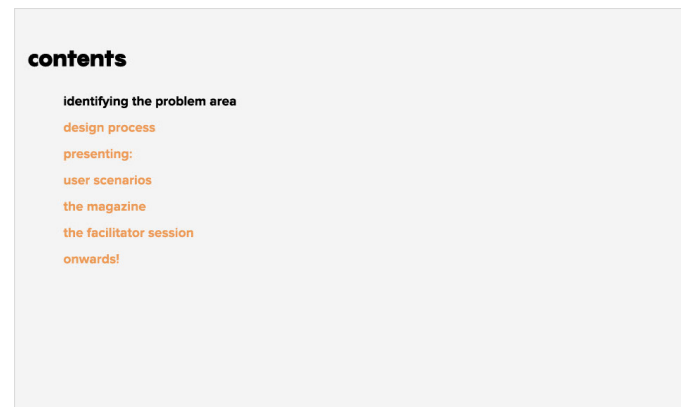 contents
identifying the problem area
design process
presenting:
user scenarios
the magazine
the facilitator session
onwards!